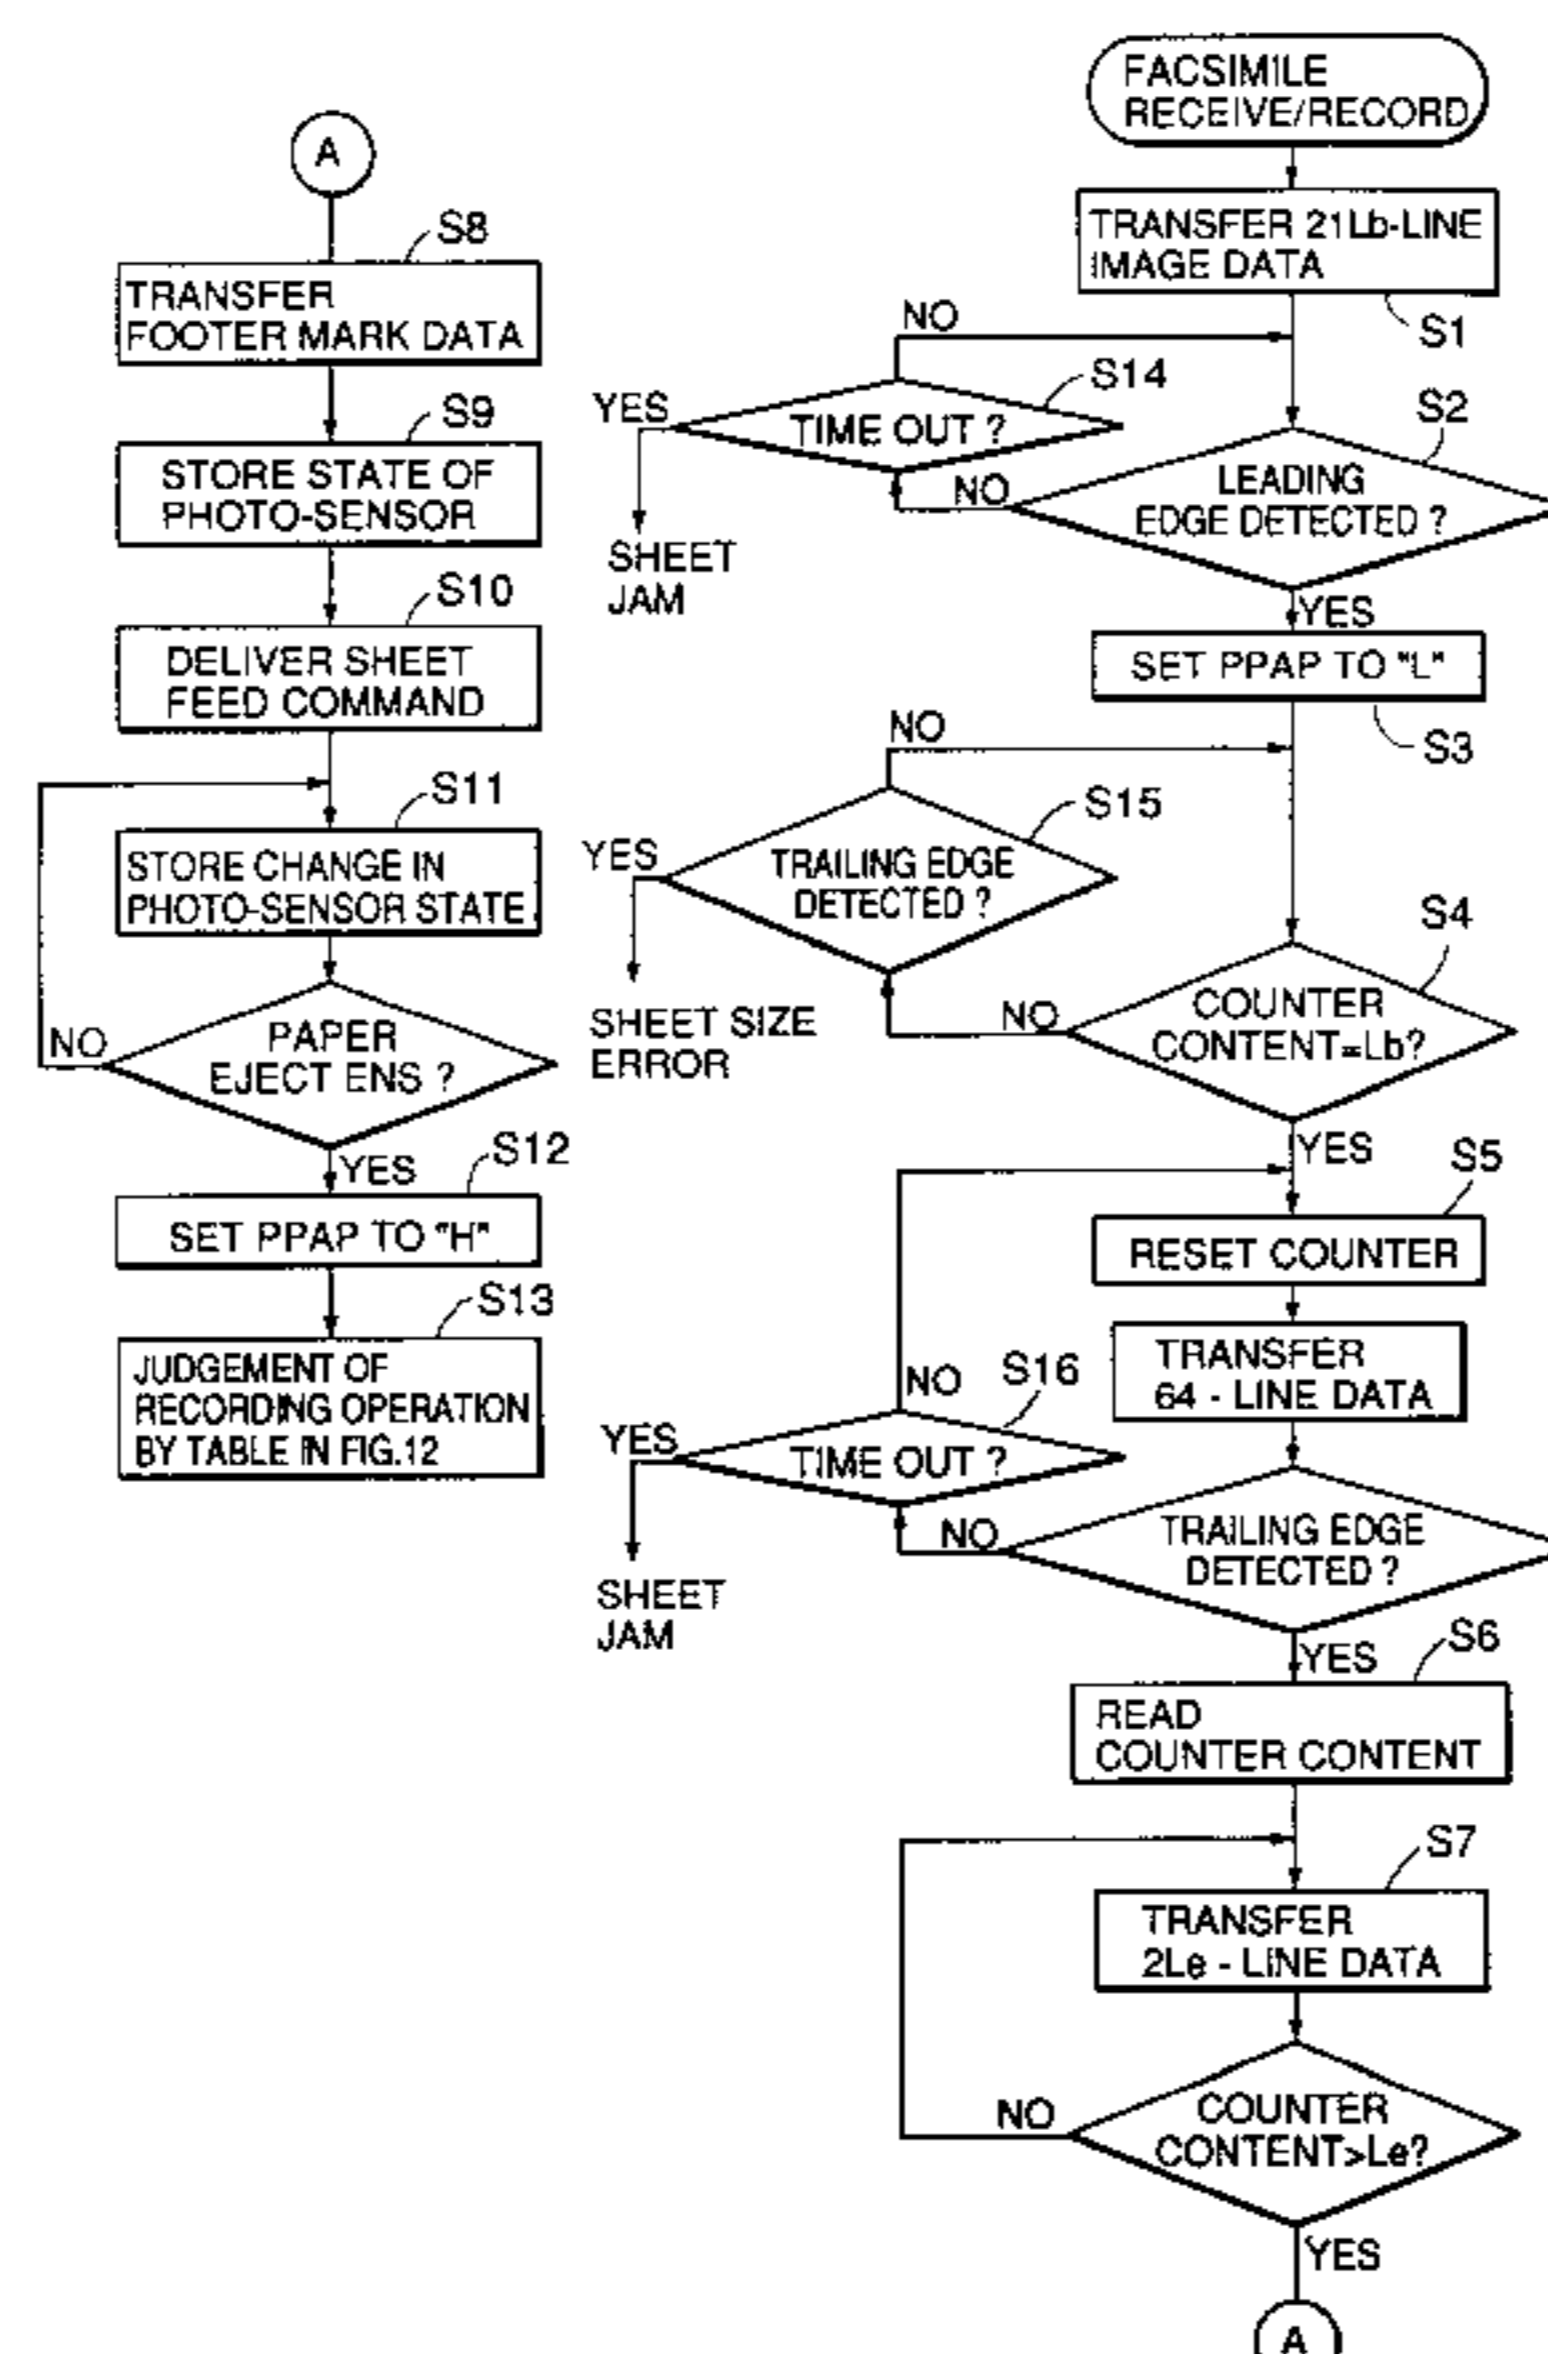 FACSIMILE
RECEIVE/RECORD
TRANSFER 21Lb-LINE
IMAGE DATA
S1
NO
S14
YES
TIME OUT ?
S2
LEADING
EDGE DETECTED ?
NO
SHEET
JAM
YES
SET PPAP TO "L"
S3
NO
S15
YES
TRAILING EDGE
DETECTED ?
S4
COUNTER
CONTENT=Lb?
NO
SHEET SIZE
ERROR
YES
S5
RESET COUNTER
TRANSFER
64 - LINE DATA
NO
S16
YES
TIME OUT ?
TRAILING EDGE
DETECTED ?
NO
SHEET
JAM
YES
S6
READ
COUNTER CONTENT
S7
TRANSFER
2Le - LINE DATA
COUNTER
CONTENT>Le?
NO
YES
A
A
S8
TRANSFER
FOOTER MARK DATA
S9
STORE STATE OF
PHOTO-SENSOR
S10
DELIVER SHEET
FEED COMMAND
S11
STORE CHANGE IN
PHOTO-SENSOR STATE
PAPER
EJECT ENS ?
NO
YES
S12
SET PPAP TO "H"
S13
JUDGEMENT OF
RECORDING OPERATION
BY TABLE IN FIG.12